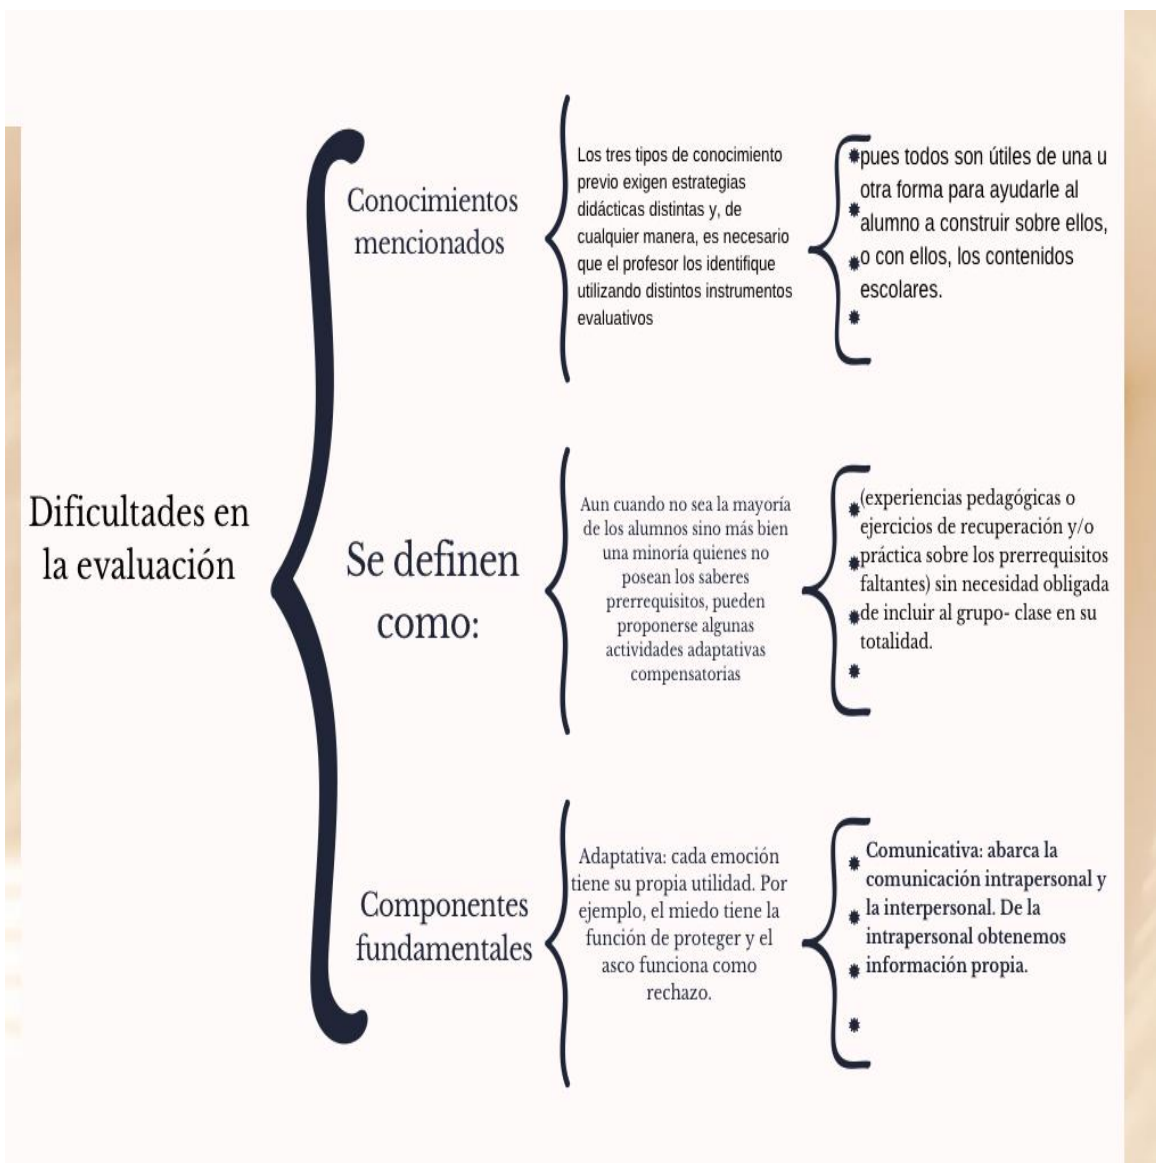 Dificultades en
la evaluación
Conocimientos
mencionados
Los tres tipos de conocimiento
previo exigen estrategias
didácticas distintas y, de
cualquier manera, es necesario
que el profesor los identifique
utilizando distintos instrumentos
evaluativos
pues todos son útiles de una u
otra forma para ayudarle al
alumno a construir sobre ellos,
o con ellos, los contenidos
escolares.
Se definen
como:
Aun cuando no sea la mayoría
de los alumnos sino más bien
una minoría quienes no
posean los saberes
prerrequisitos, pueden
proponerse algunas
actividades adaptativas
compensatorias
(experiencias pedagógicas o
ejercicios de recuperación y/o
práctica sobre los prerrequisitos
faltantes) sin necesidad obligada
de incluir al grupo- clase en su
totalidad.
Componentes
fundamentales
Adaptativa: cada emoción
tiene su propia utilidad. Por
ejemplo, el miedo tiene la
función de proteger y el
asco funciona como
rechazo.
Comunicativa: abarca la
comunicación intrapersonal y
la interpersonal. De la
intrapersonal obtenemos
información propia.